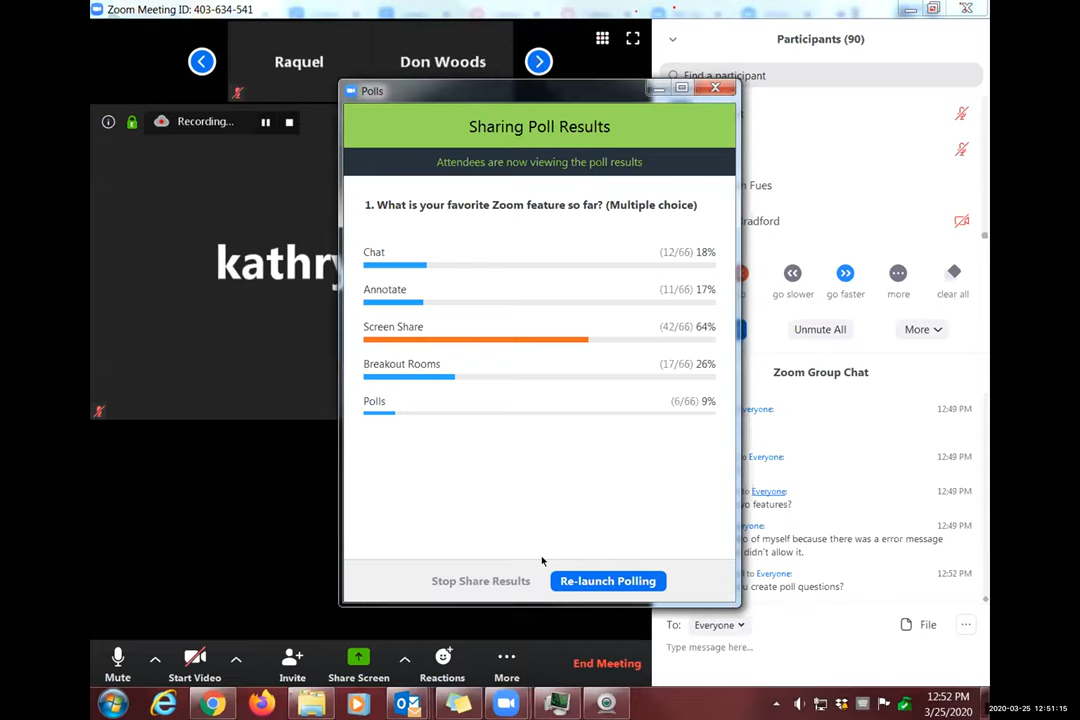 Zoom Meeting ID: 403-634-541
Raquel
Don Woods
Recording...
kathry
Polls
Sharing Poll Results
Attendees are now viewing the poll results
1. What is your favorite Zoom feature so far? (Multiple choice)
Chat (12/66) 18%
Annotate (11/66) 17%
Screen Share (42/66) 64%
Breakout Rooms (17/66) 26%
Polls (6/66) 9%
Stop Share Results
Re-launch Polling
Participants (90)
Find a participant
Fues
radford
go slower
go faster
more
clear all
Unmute All
More
Zoom Group Chat
veryone: 12:49 PM
Everyone: 12:49 PM
to Everyone: 12:49 PM
vo features?
yone: 12:49 PM
o of myself because there was a error message
didn't allow it.
to Everyone: 12:52 PM
u create poll questions?
To: Everyone
File
Type message here...
Mute
Start Video
Invite
Share Screen
Reactions
More
End Meeting
12:52 PM
3/25/2020
2020-03-25 12:51:15